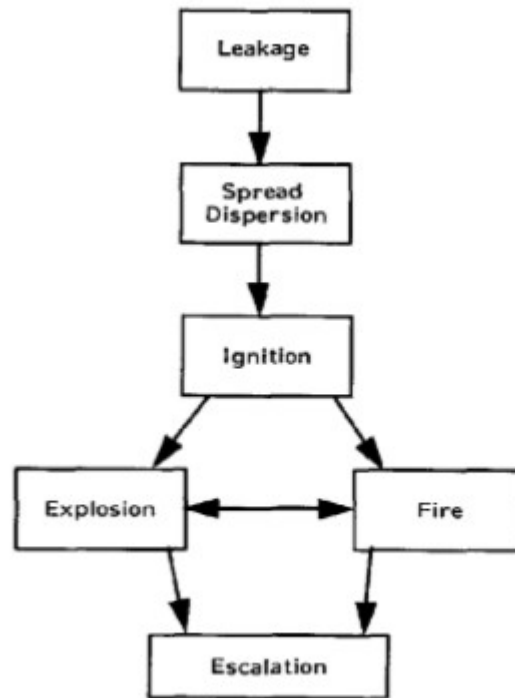 Leakage
Spread
Dispersion
Ignition
Explosion
Fire
Escalation